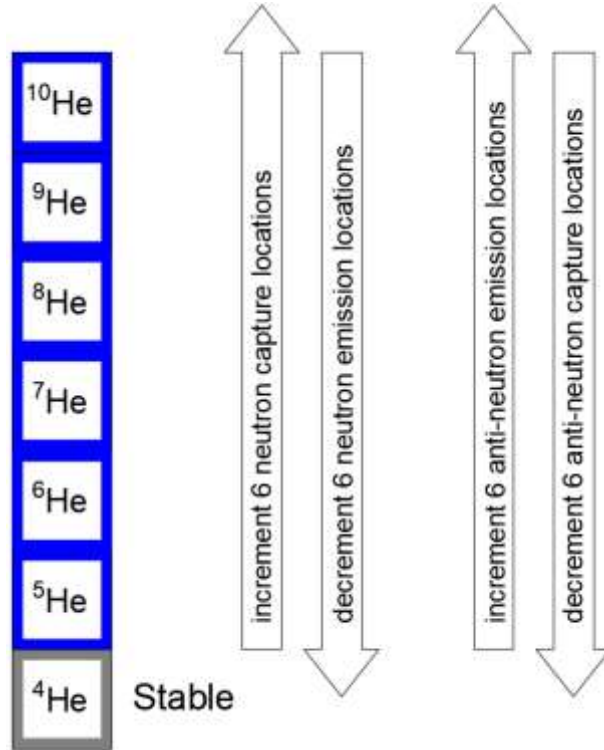 ¹⁰He
⁹He
⁸He
⁷He
⁶He
⁵He
⁴He
Stable
increment 6 neutron capture locations
decrement 6 neutron emission locations
increment 6 anti-neutron emission locations
decrement 6 anti-neutron capture locations